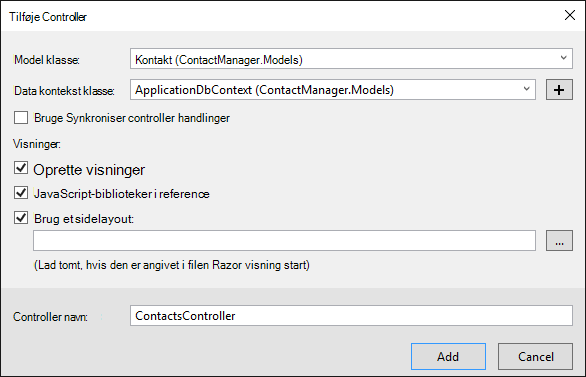 Tilføje Controller
Model klasse: Kontakt (ContactManager.Models)
Data kontekst klasse: ApplicationDbContext (ContactManager.Models) +
Bruge Synkroniser controller handlinger
Visninger:
Oprette visninger
JavaScript-biblioteker i reference
Brug et sidelayout:
...
(Lad tomt, hvis den er angivet i filen Razor visning start)
Controller navn: ContactsController
Add Cancel